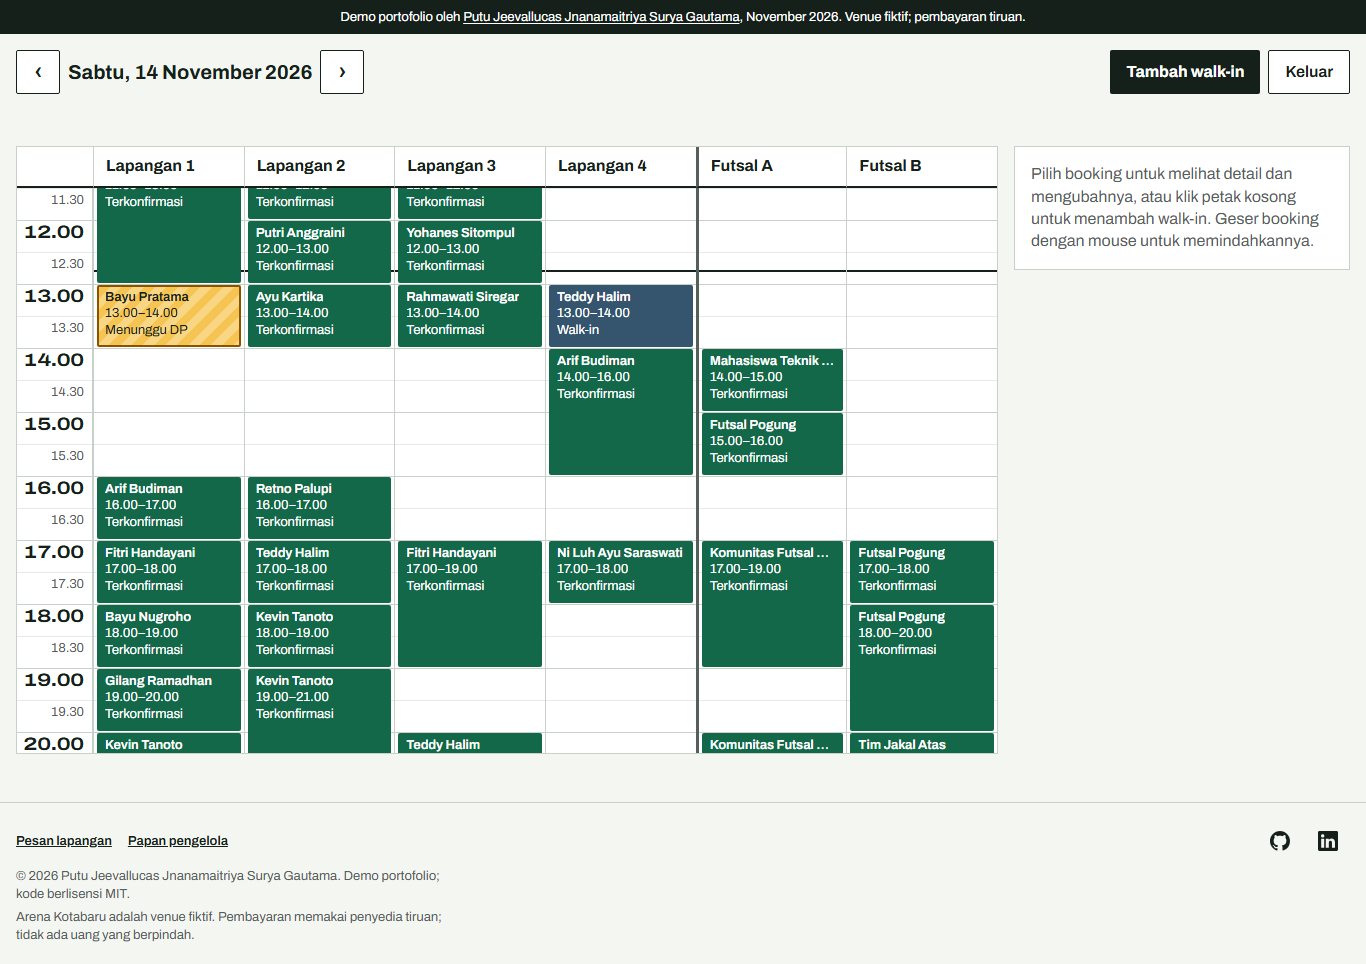 Demo portofolio oleh Putu Jeevallucas Jnanamaitriya Surya Gautama, November 2026. Venue fiktif; pembayaran tiruan.
‹ Sabtu, 14 November 2026 ›
Tambah walk-in
Keluar
Lapangan 1 Lapangan 2 Lapangan 3 Lapangan 4 Futsal A Futsal B
11.30
Terkonfirmasi
Terkonfirmasi
Terkonfirmasi
12.00
Putri Anggraini
12.00–13.00
Terkonfirmasi
Yohanes Sitompul
12.00–13.00
Terkonfirmasi
12.30
13.00
Bayu Pratama
13.00–14.00
Menunggu DP
Ayu Kartika
13.00–14.00
Terkonfirmasi
Rahmawati Siregar
13.00–14.00
Terkonfirmasi
Teddy Halim
13.00–14.00
Walk-in
13.30
14.00
Arif Budiman
14.00–16.00
Terkonfirmasi
Mahasiswa Teknik ...
14.00–15.00
Terkonfirmasi
14.30
15.00
Futsal Pogung
15.00–16.00
Terkonfirmasi
15.30
16.00
Arif Budiman
16.00–17.00
Terkonfirmasi
Retno Palupi
16.00–17.00
Terkonfirmasi
16.30
17.00
Fitri Handayani
17.00–18.00
Terkonfirmasi
Teddy Halim
17.00–18.00
Terkonfirmasi
Fitri Handayani
17.00–19.00
Terkonfirmasi
Ni Luh Ayu Saraswati
17.00–18.00
Terkonfirmasi
Komunitas Futsal ...
17.00–19.00
Terkonfirmasi
Futsal Pogung
17.00–18.00
Terkonfirmasi
17.30
18.00
Bayu Nugroho
18.00–19.00
Terkonfirmasi
Kevin Tanoto
18.00–19.00
Terkonfirmasi
Futsal Pogung
18.00–20.00
Terkonfirmasi
18.30
19.00
Gilang Ramadhan
19.00–20.00
Terkonfirmasi
Kevin Tanoto
19.00–21.00
Terkonfirmasi
19.30
20.00
Kevin Tanoto
Teddy Halim
Komunitas Futsal ...
Tim Jakal Atas
Pilih booking untuk melihat detail dan
mengubahnya, atau klik petak kosong
untuk menambah walk-in. Geser booking
dengan mouse untuk memindahkannya.
Pesan lapangan
Papan pengelola
© 2026 Putu Jeevallucas Jnanamaitriya Surya Gautama. Demo portofolio;
kode berlisensi MIT.
Arena Kotabaru adalah venue fiktif. Pembayaran memakai penyedia tiruan;
tidak ada uang yang berpindah.